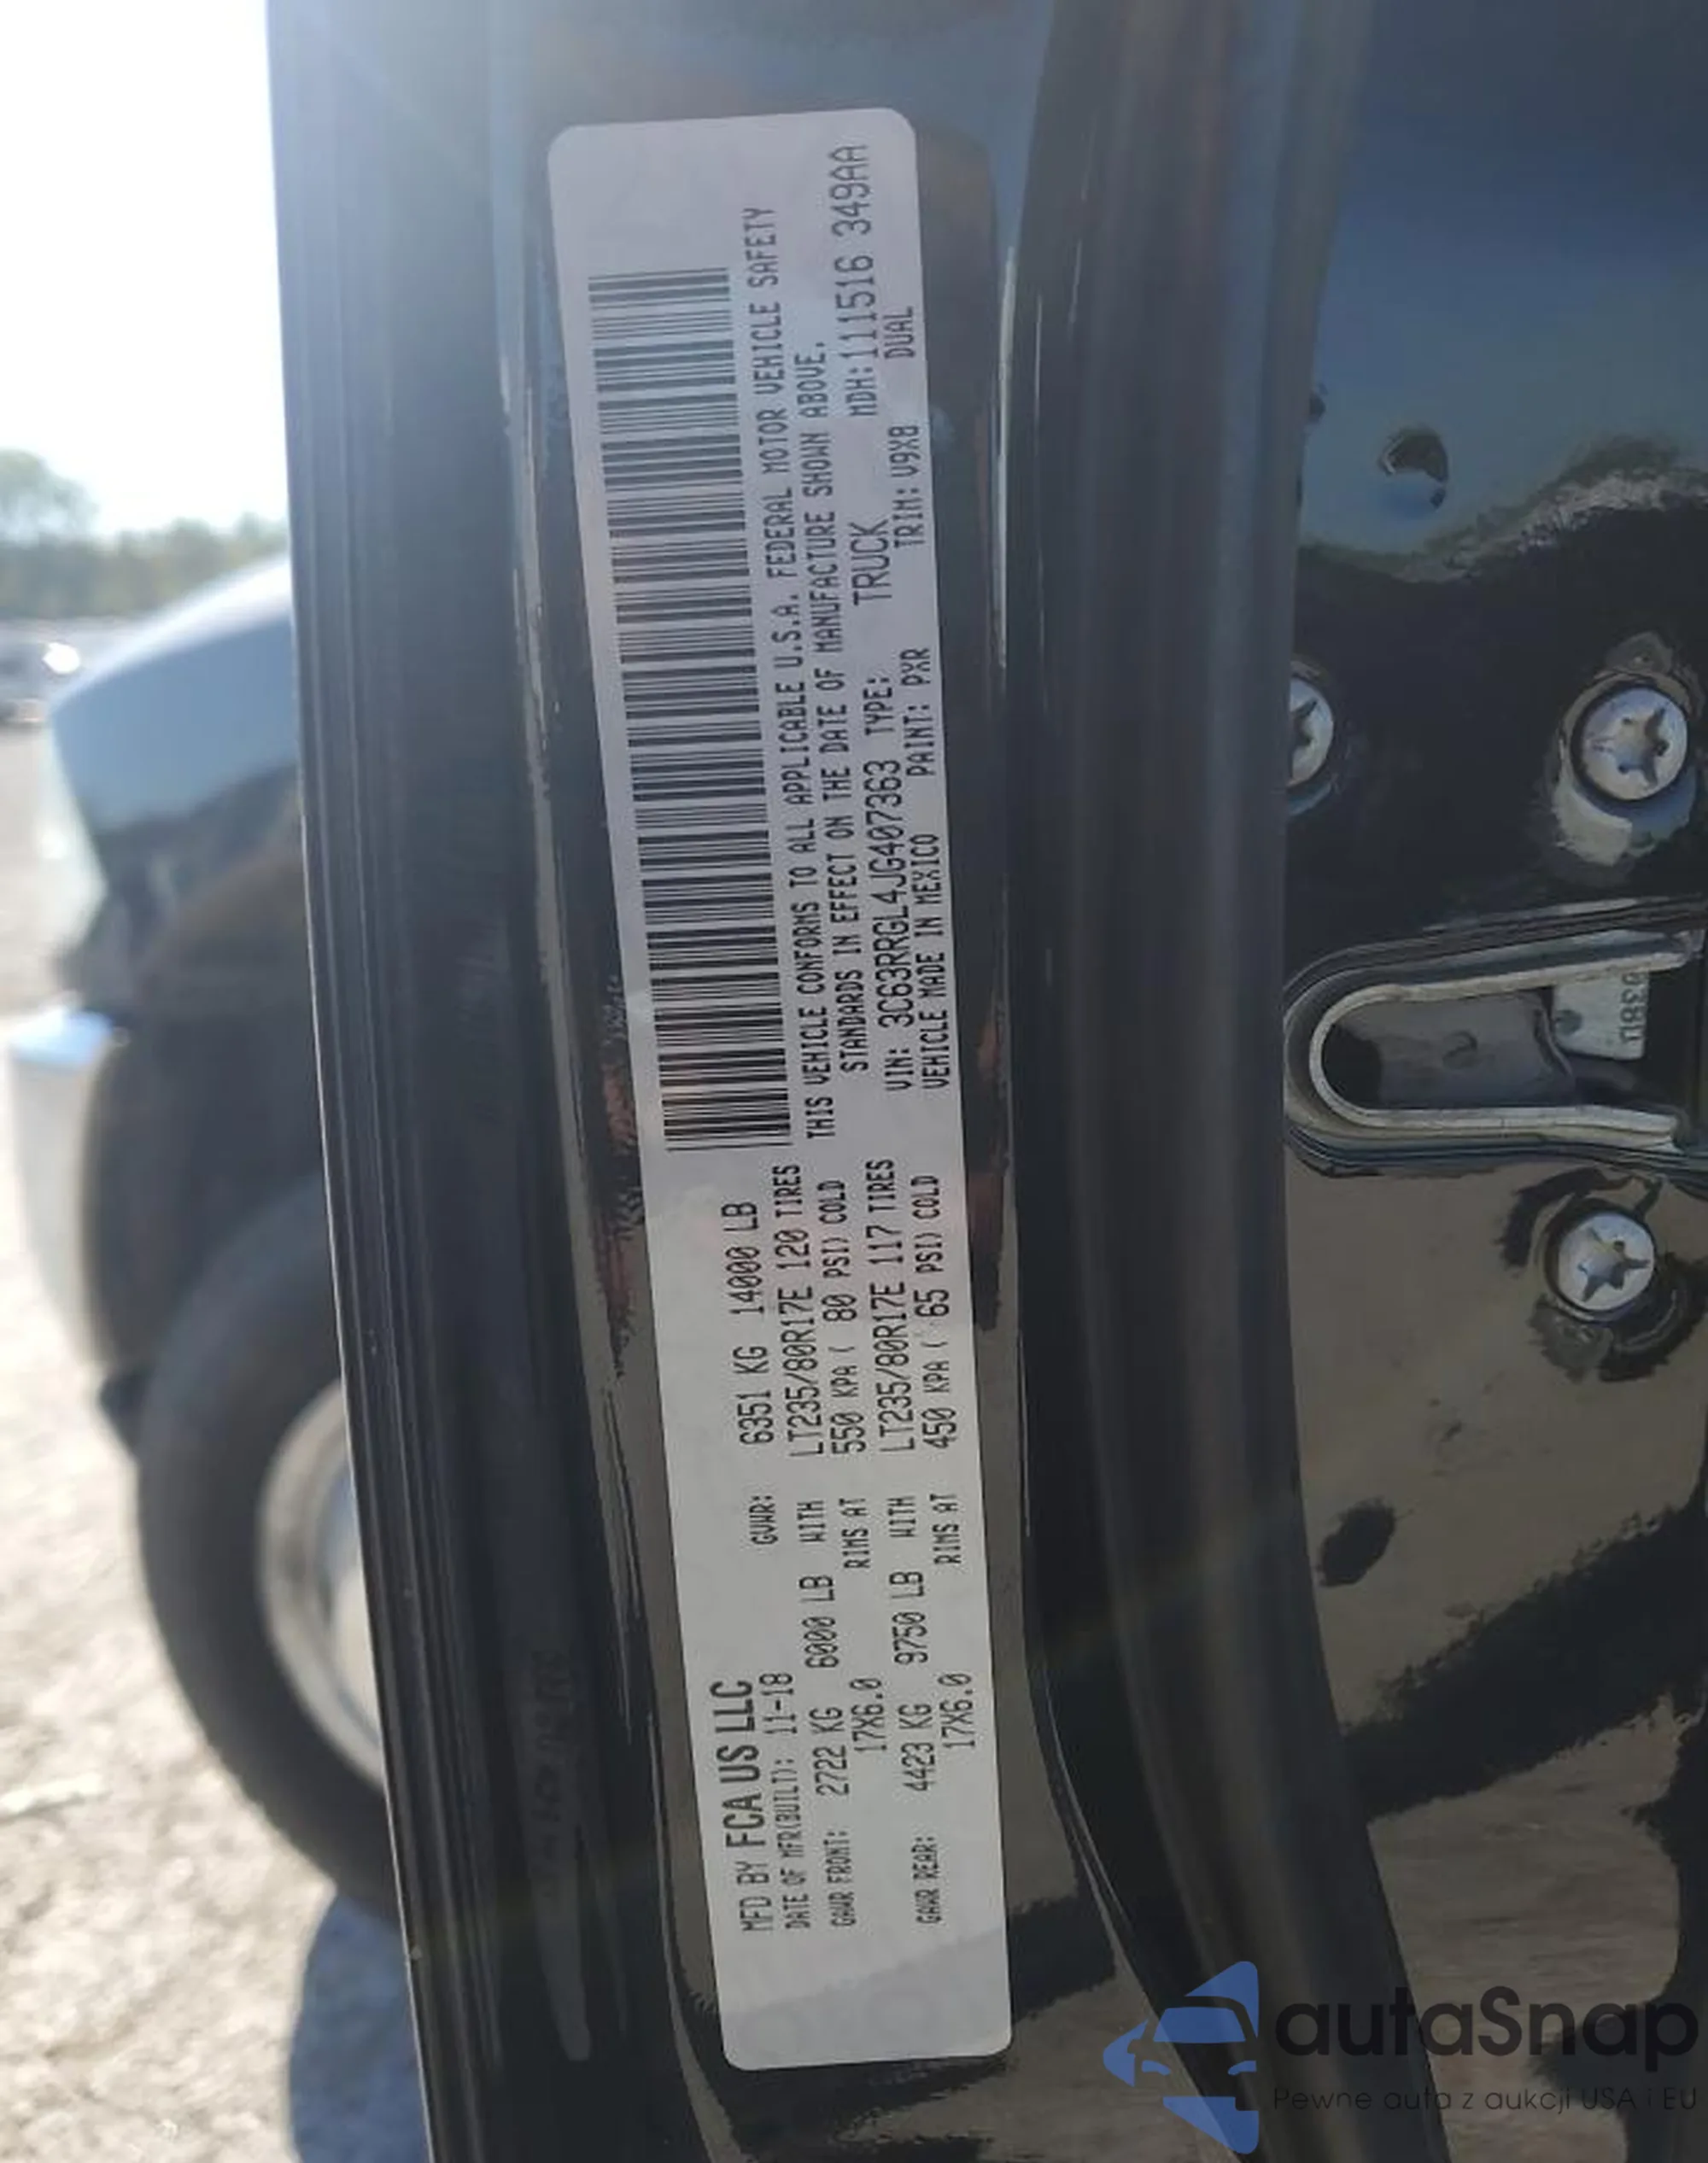 MFD BY FCA US LLC
DATE OF MFR(BUILT): 11-18 GVWR: 6351 KG 14000 LB
GAWR FRONT: 2722 KG 6000 LB WITH LT235/80R17E 120 TIRES
17X6.0 RIMS AT 550 KPA ( 80 PSI) COLD
GAWR REAR: 4423 KG 9750 LB WITH LT235/80R17E 117 TIRES
17X6.0 RIMS AT 450 KPA ( 65 PSI) COLD
THIS VEHICLE CONFORMS TO ALL APPLICABLE U.S.A. FEDERAL MOTOR VEHICLE SAFETY
STANDARDS IN EFFECT ON THE DATE OF MANUFACTURE SHOWN ABOVE.
VIN: 3C63RRGL4JG407363 TYPE: TRUCK MDH:111516 349AA
VEHICLE MADE IN MEXICO PAINT: PXR TRIM: V9X8 DUAL
autaSnap
Pewne auta z aukcji USA i EU